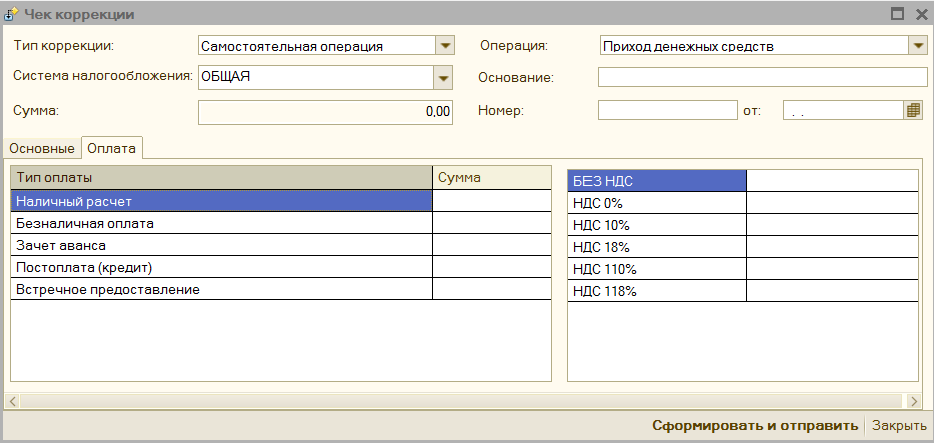 Чек коррекции
Тип коррекции: Самостоятельная операция Операция: Приход денежных средств
Система налогообложения: ОБЩАЯ Основание:
Сумма: 0,00 Номер: от: . .
Основные Оплата
Тип оплаты Сумма
Наличный расчет
Безналичная оплата
Зачет аванса
Постоплата (кредит)
Встречное предоставление
БЕЗ НДС
НДС 0%
НДС 10%
НДС 18%
НДС 110%
НДС 118%
Сформировать и отправить Закрыть